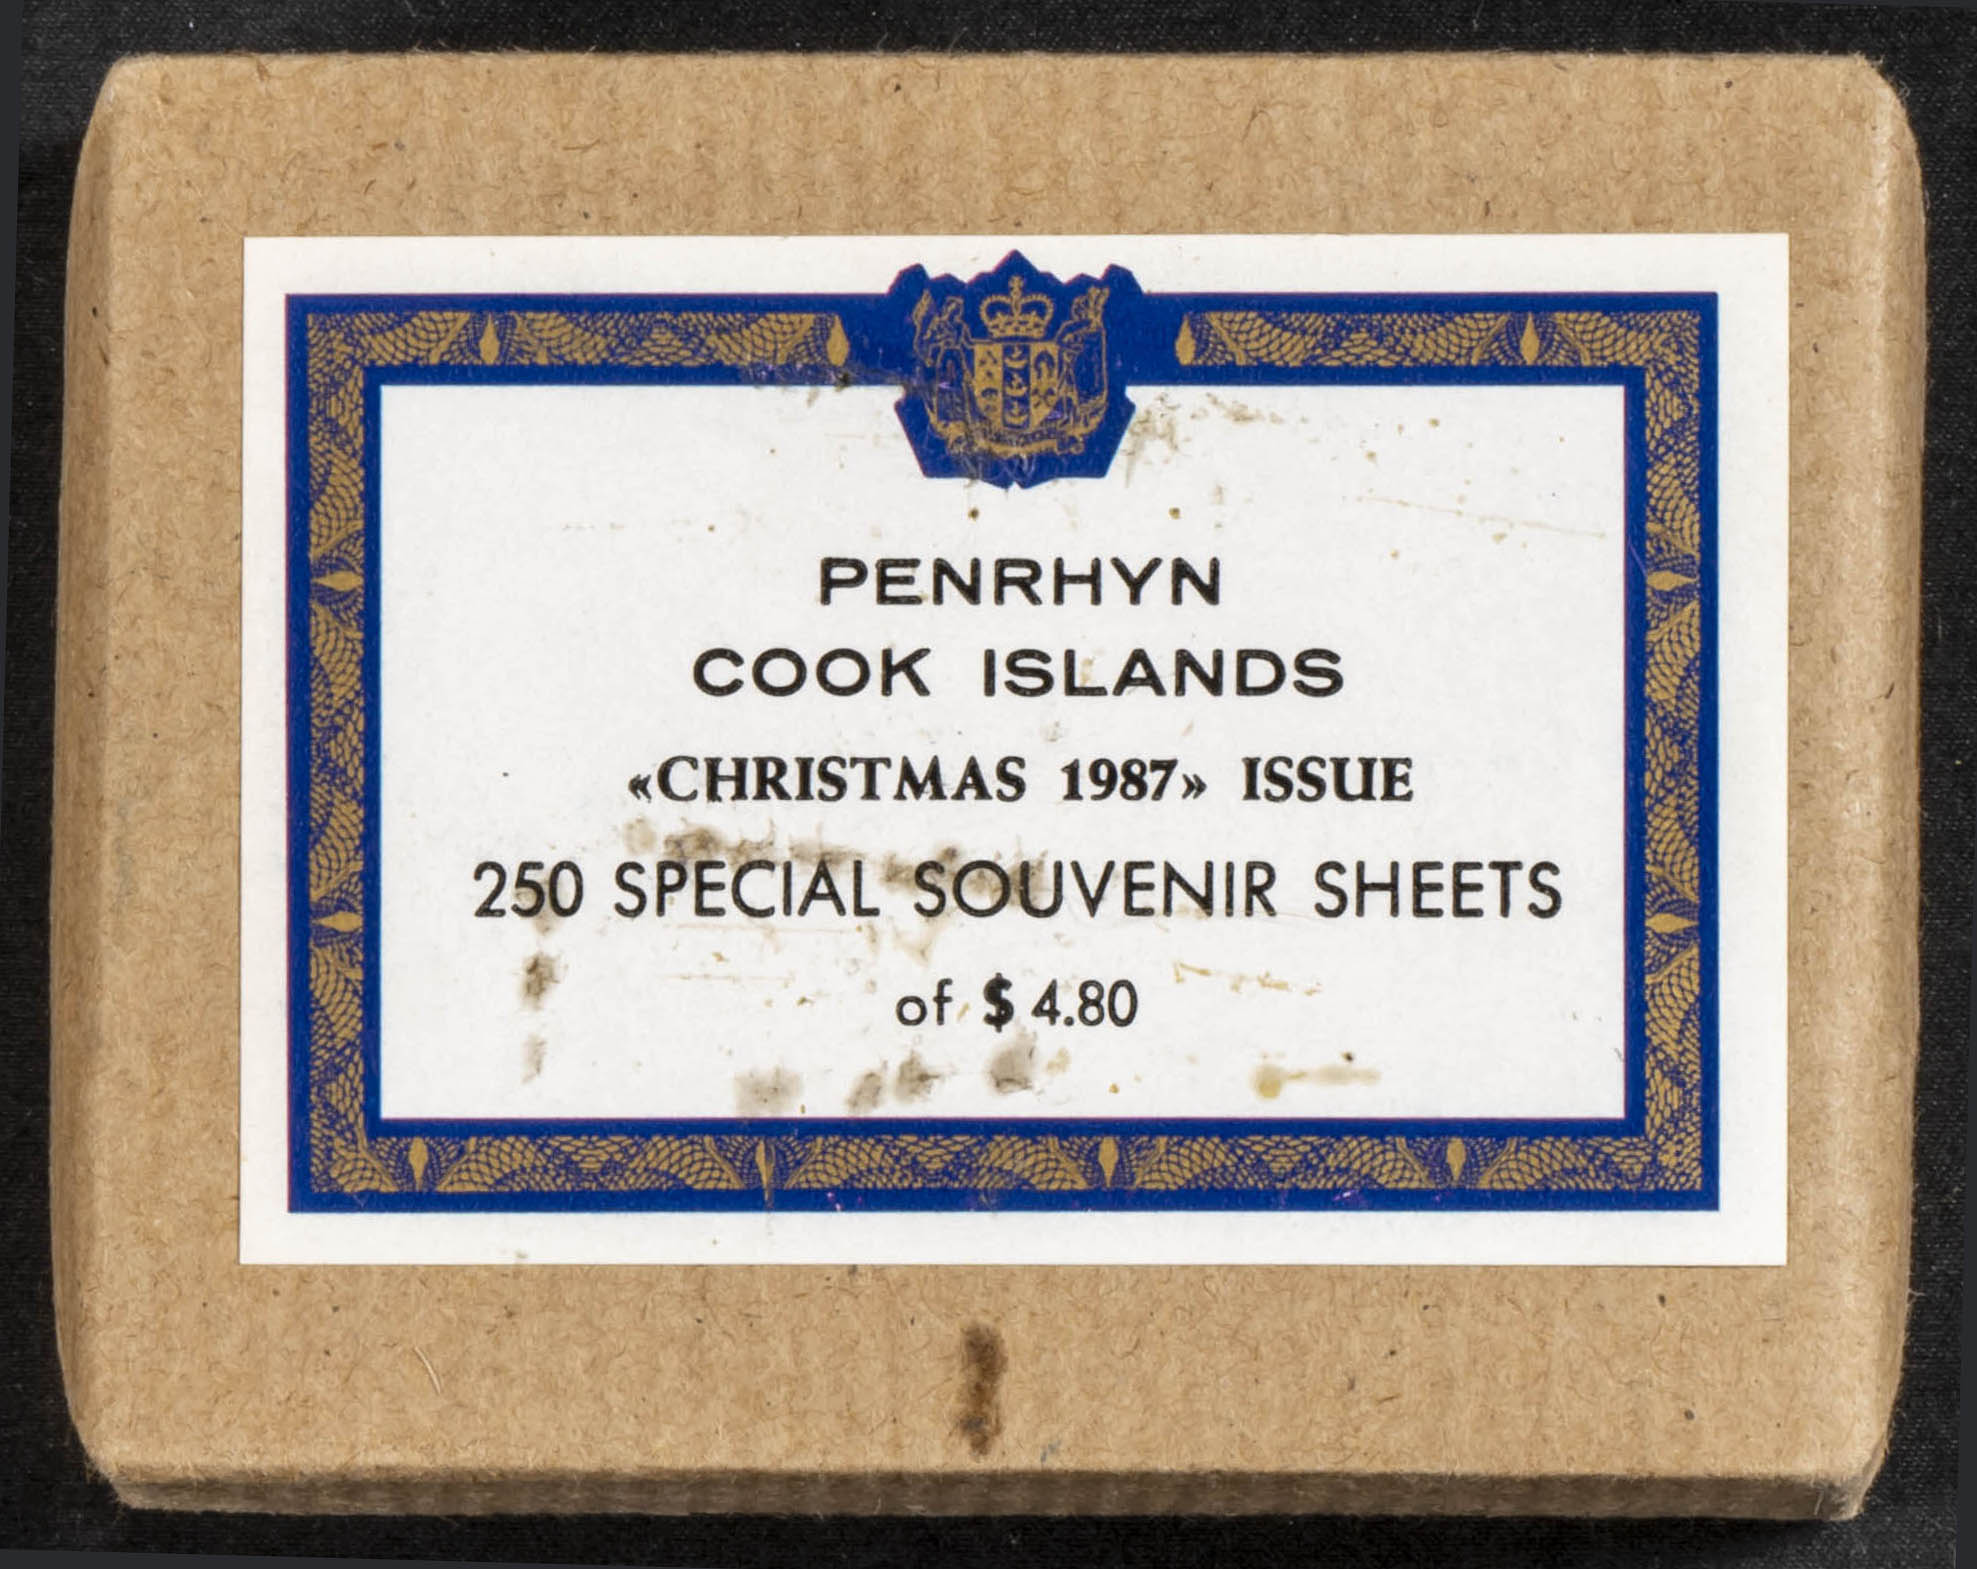 PENRHYN
COOK ISLANDS
«CHRISTMAS 1987» ISSUE
250 SPECIAL SOUVENIR SHEETS
of $ 4.80